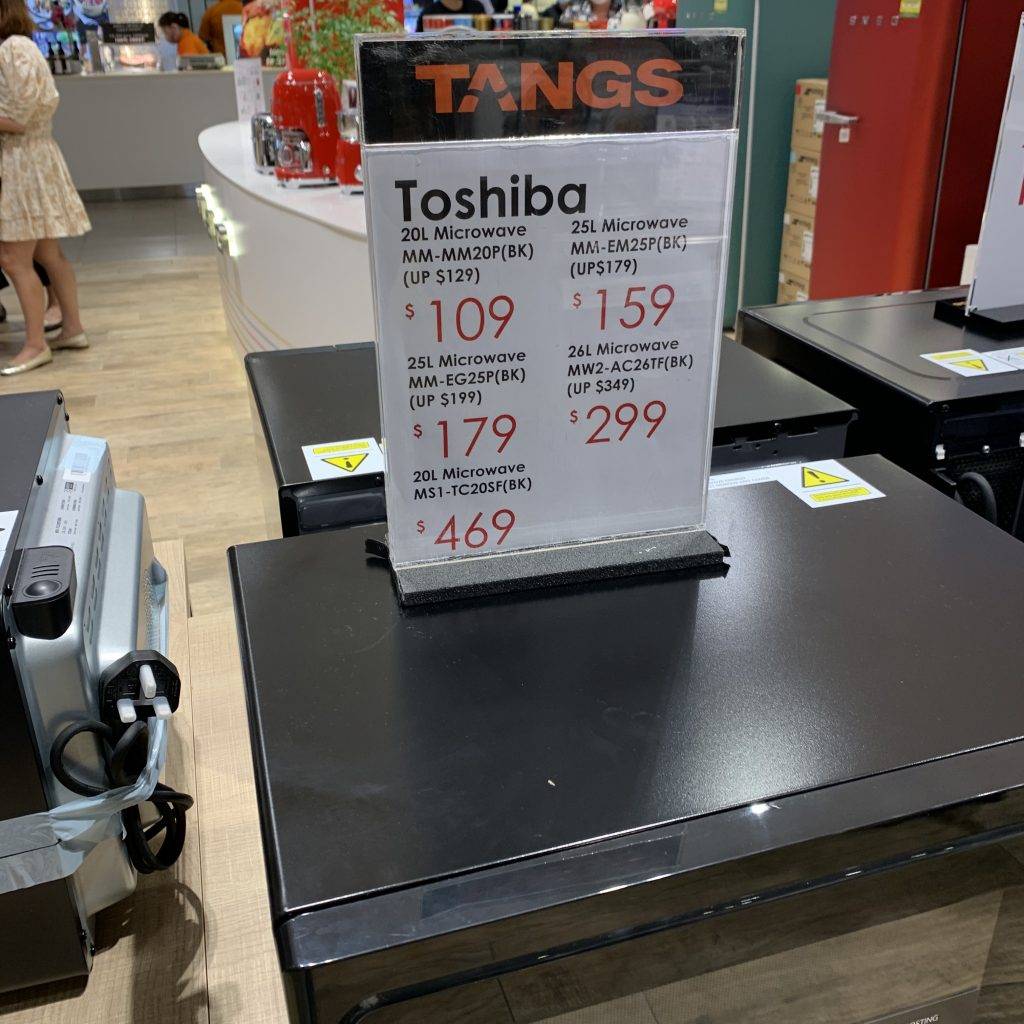 TANGS
Toshiba
20L Microwave
MM-MM20P(BK)
(UP $129)
$ 109
25L Microwave
MM-EM25P(BK)
(UP$179)
$ 159
25L Microwave
MM-EG25P(BK)
(UP $199)
$ 179
26L Microwave
MW2-AC26TF(BK)
(UP $349)
$ 299
20L Microwave
MS1-TC20SF(BK)
$ 469